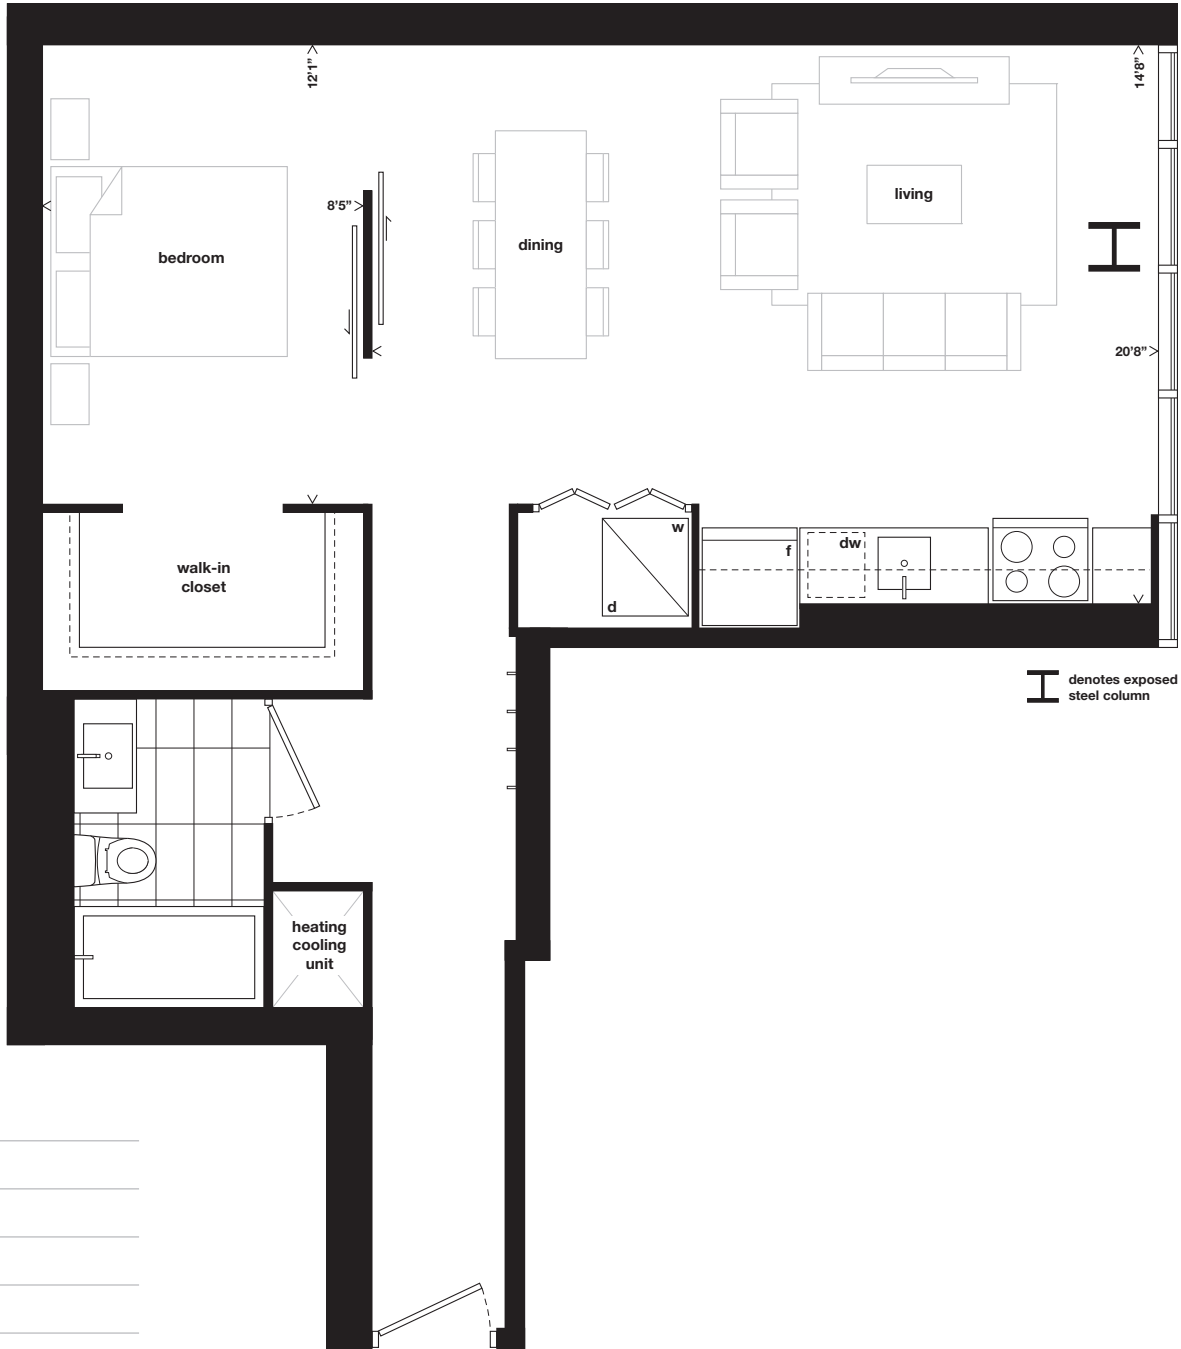 12'1"
14'8"
8'5"
living
dining
bedroom
20'8"
w
f
dw
d
walk-in
closet
denotes exposed
steel column
heating
cooling
unit